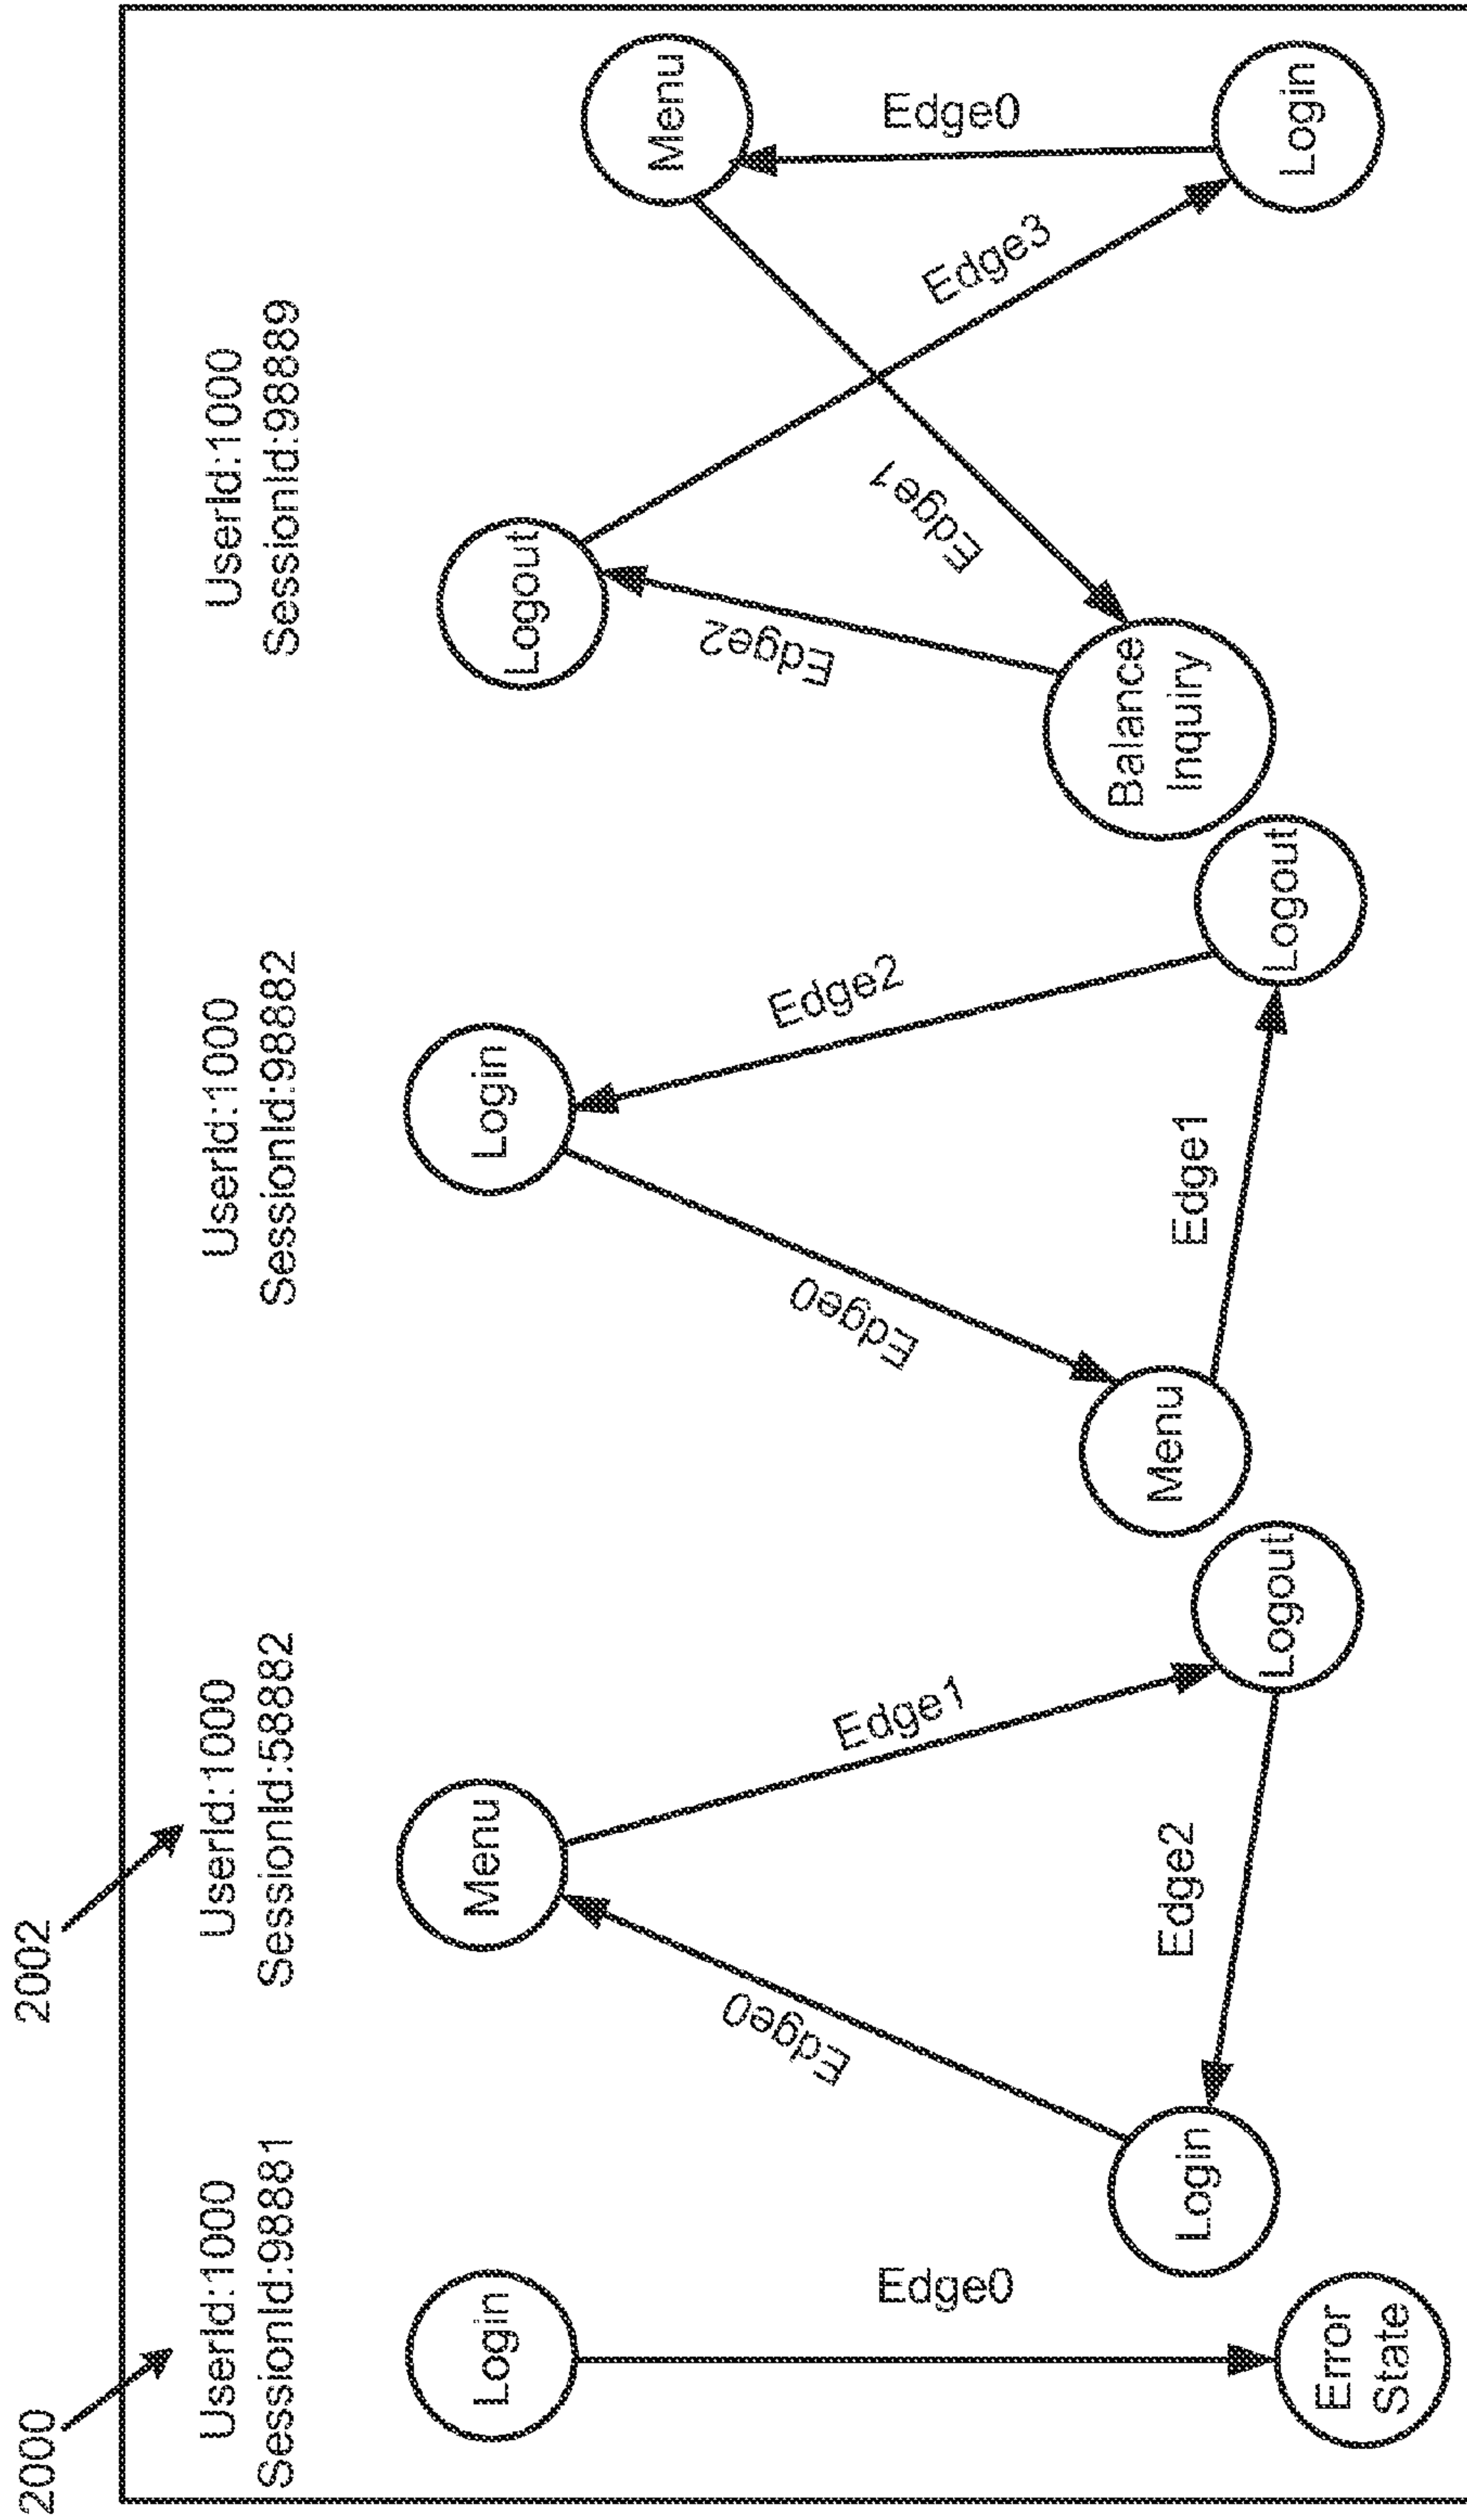 2000
2002
UserId:1000
SessionId:98881
Login
Edge0
Error
State
UserId:1000
SessionId:58882
Menu
Edge0
Edge1
Edge2
Login
Logout
UserId:1000
SessionId:98882
Login
Edge0
Edge2
Edge1
Menu
Logout
UserId:1000
SessionId:98889
Logout
Menu
Edge2
Edge1
Edge3
Edge0
Balance
Inquiry
Login